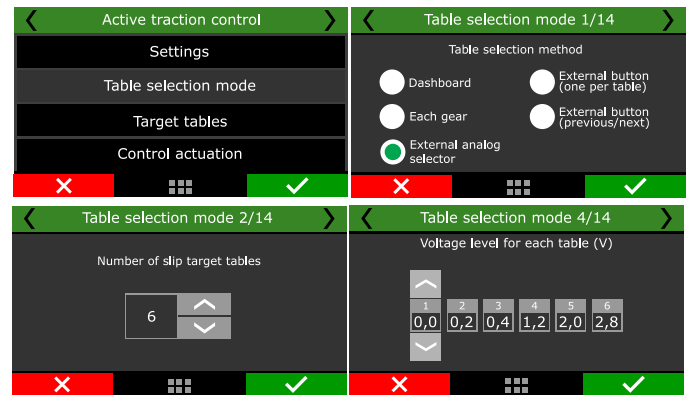 Active traction control
Settings
Table selection mode
Target tables
Control actuation
Table selection mode 1/14
Table selection method
Dashboard
External button
(one per table)
Each gear
External button
(previous/next)
External analog
selector
Table selection mode 2/14
Number of slip target tables
6
Table selection mode 4/14
Voltage level for each table (V)
1 2 3 4 5 6
0,0 0,2 0,4 1,2 2,0 2,8